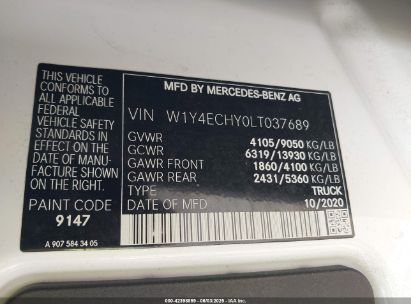 MFD BY MERCEDES-BENZ AG
THIS VEHICLE
CONFORMS TO
ALL APPLICABLE
FEDERAL MOTOR
VEHICLE SAFETY
STANDARDS IN
EFFECT ON THE
DATE OF MANU-
FACTURE SHOWN
PAINT CODE
9147
A 907 584 34 05
VIN W1Y4ECHY0LT037689
GVWR 4105/9050 KG/LB
GCWR 6319/13930 KG/LB
GAWR FRONT 1860/4100 KG/LB
GAWR REAR 2431/5360 KG/LB
TYPE TRUCK
DATE OF MFD 10/2020